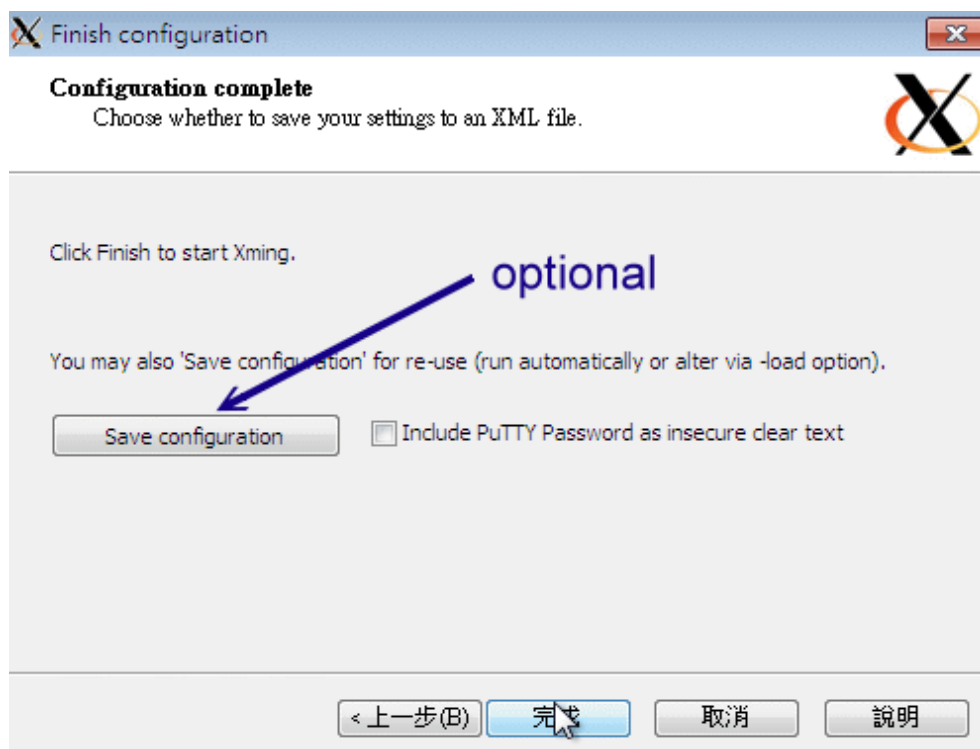 Finish configuration
Configuration complete
Choose whether to save your settings to an XML file.
Click Finish to start Xming.
optional
You may also 'Save configuration' for re-use (run automatically or alter via -load option).
Save configuration
Include PuTTY Password as insecure clear text
<上一步(B)
完成
取消
說明